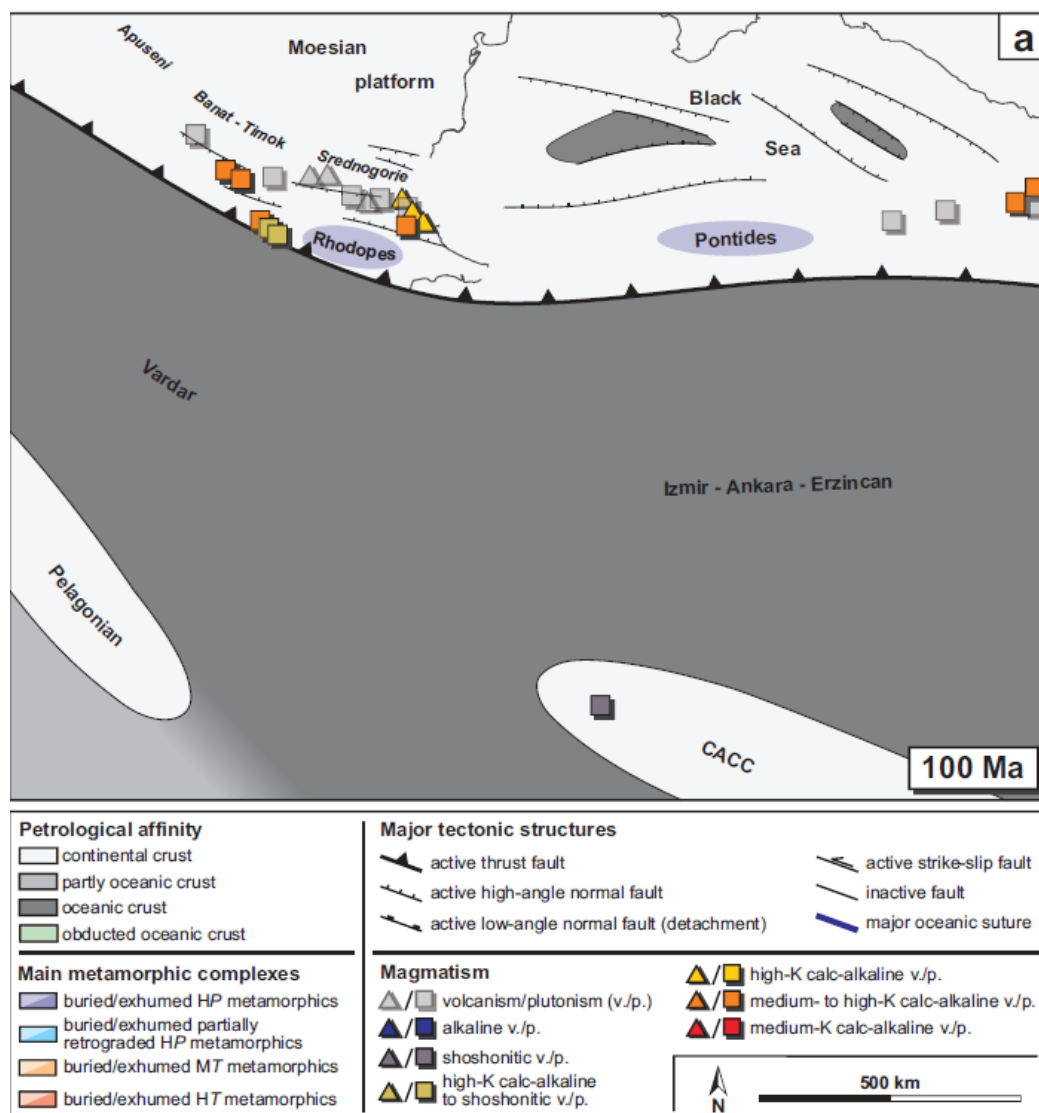 a
Apuseni
Moesian
platform
Banat - Timok
Srednogorie
Black
Sea
Rhodopes
Pontides
Vardar
Izmir - Ankara - Erzincan
Pelagonian
CACC
100 Ma
Petrological affinity
continental crust
partly oceanic crust
oceanic crust
obducted oceanic crust
Main metamorphic complexes
buried/exhumed HP metamorphics
buried/exhumed partially
retrograded HP metamorphics
buried/exhumed MT metamorphics
buried/exhumed HT metamorphics
Major tectonic structures
active thrust fault
active high-angle normal fault
active low-angle normal fault (detachment)
active strike-slip fault
inactive fault
major oceanic suture
Magmatism
volcanism/plutonism (v./p.)
alkaline v./p.
shoshonitic v./p.
high-K calc-alkaline
to shoshonitic v./p.
high-K calc-alkaline v./p.
medium- to high-K calc-alkaline v./p.
medium-K calc-alkaline v./p.
N
500 km